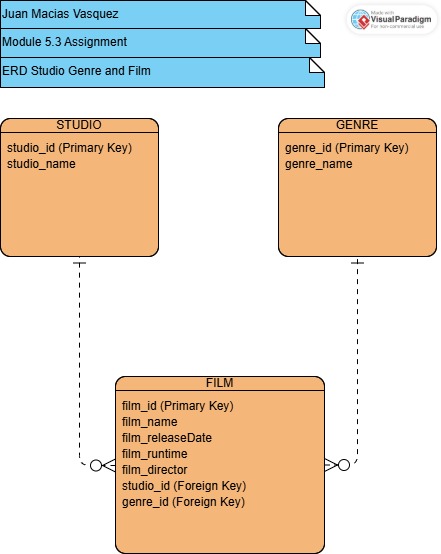 Juan Macias Vasquez
Module 5.3 Assignment
ERD Studio Genre and Film
Made with
VisualParadigm
For non-commercial use
STUDIO
studio_id (Primary Key)
studio_name
GENRE
genre_id (Primary Key)
genre_name
FILM
film_id (Primary Key)
film_name
film_releaseDate
film_runtime
film_director
studio_id (Foreign Key)
genre_id (Foreign Key)